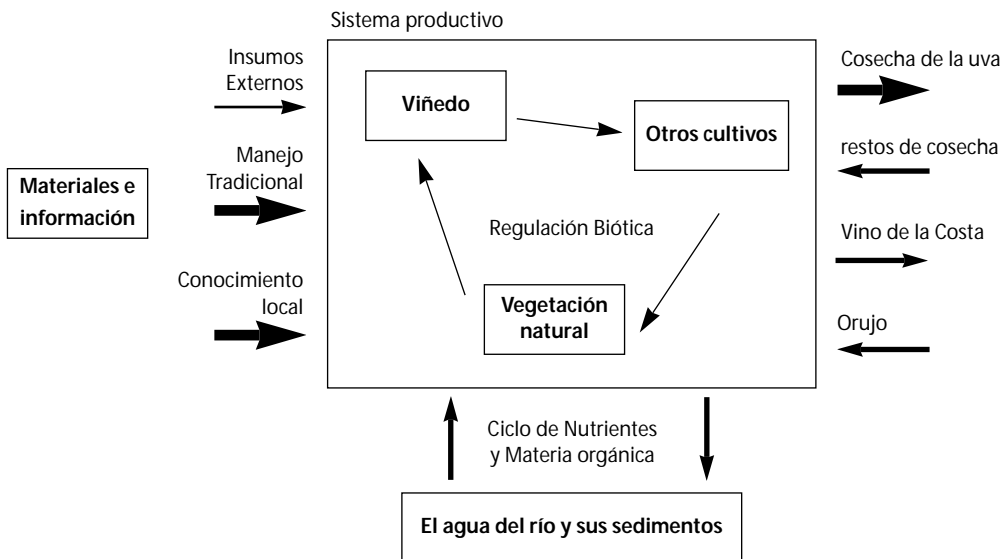 Sistema productivo
Insumos
Externos
Manejo
Tradicional
Materiales e
información
Conocimiento
local
Viñedo
Otros cultivos
Regulación Biótica
Vegetación
natural
Cosecha de la uva
restos de cosecha
Vino de la Costa
Orujo
Ciclo de Nutrientes
y Materia orgánica
El agua del río y sus sedimentos